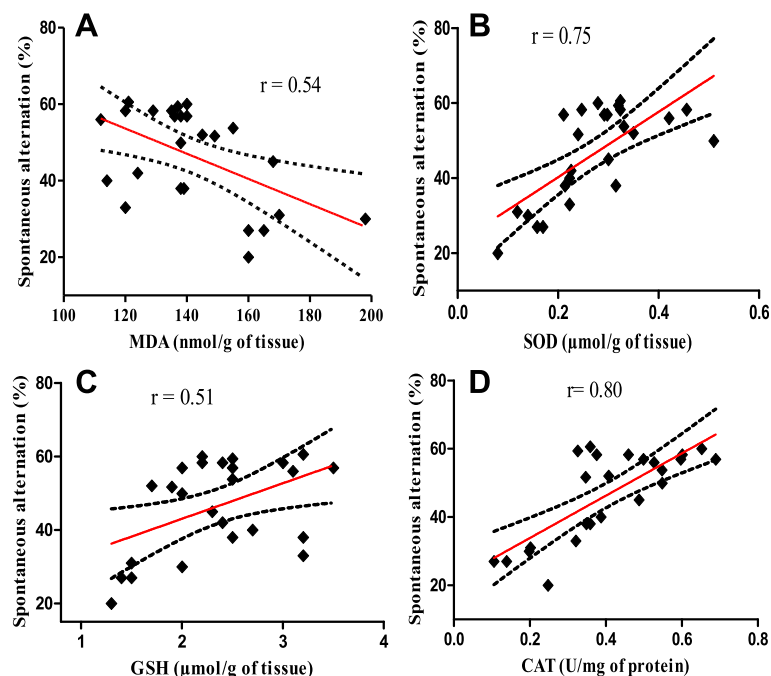 A
r = 0.54
Spontaneous alternation (%)
80
60
40
20
100
120
140
160
180
200
MDA (nmol/g of tissue)
B
r = 0.75
Spontaneous alternation (%)
80
60
40
20
0.0
0.2
0.4
0.6
SOD (µmol/g of tissue)
C
r = 0.51
Spontaneous alternation (%)
80
60
40
20
1
2
3
4
GSH (µmol/g of tissue)
D
r= 0.80
Spontaneous alternation (%)
80
60
40
20
0.0
0.2
0.4
0.6
0.8
CAT (U/mg of protein)